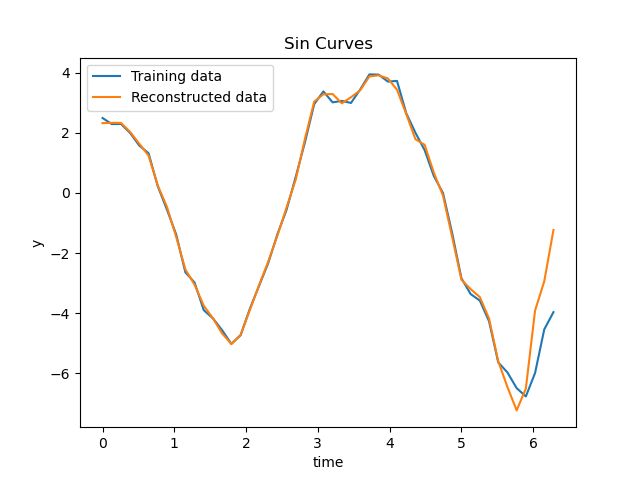 Sin Curves
Training data
Reconstructed data
4
2
0
−2
−4
−6
y
0 1 2 3 4 5 6
time